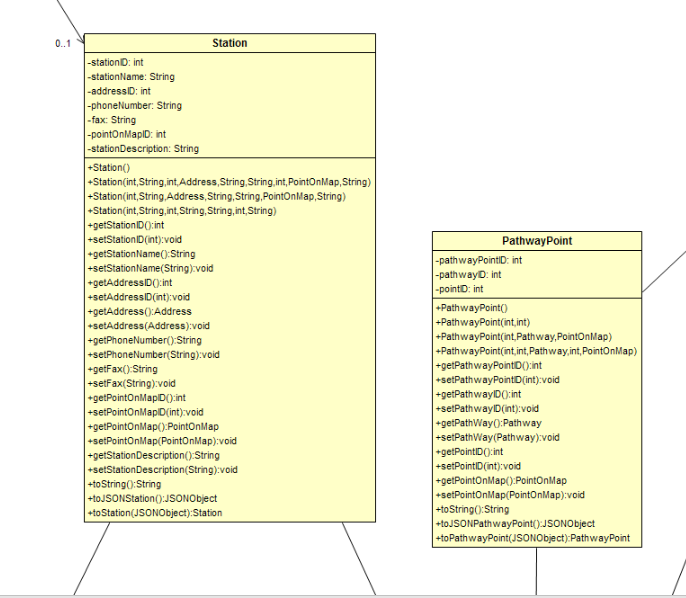 0..1
Station
-stationID: int
-stationName: String
-addressID: int
-phoneNumber: String
-fax: String
-pointOnMapID: int
-stationDescription: String
+Station()
+Station(int,String,int,Address,String,String,int,PointOnMap,String)
+Station(int,String,Address,String,String,PointOnMap,String)
+Station(int,String,int,String,String,int,String)
+getStationID():int
+setStationID(int):void
+getStationName():String
+setStationName(String):void
+getAddressID():int
+setAddressID(int):void
+getAddress():Address
+setAddress(Address):void
+getPhoneNumber():String
+setPhoneNumber(String):void
+getFax():String
+setFax(String):void
+getPointOnMapID():int
+setPointOnMapID(int):void
+getPointOnMap():PointOnMap
+setPointOnMap(PointOnMap):void
+getStationDescription():String
+setStationDescription(String):void
+toString():String
+toJSONStation():JSONObject
+toStation(JSONObject):Station
PathwayPoint
-pathwayPointID: int
-pathwayID: int
-pointID: int
+PathwayPoint()
+PathwayPoint(int,int)
+PathwayPoint(int,Pathway,PointOnMap)
+PathwayPoint(int,int,Pathway,int,PointOnMap)
+getPathwayPointID():int
+setPathwayPointID(int):void
+getPathwayID():int
+setPathwayID(int):void
+getPathWay():Pathway
+setPathWay(Pathway):void
+getPointID():int
+setPointID(int):void
+getPointOnMap():PointOnMap
+setPointOnMap(PointOnMap):void
+toString():String
+toJSONPathwayPoint():JSONObject
+toPathwayPoint(JSONObject):PathwayPoint